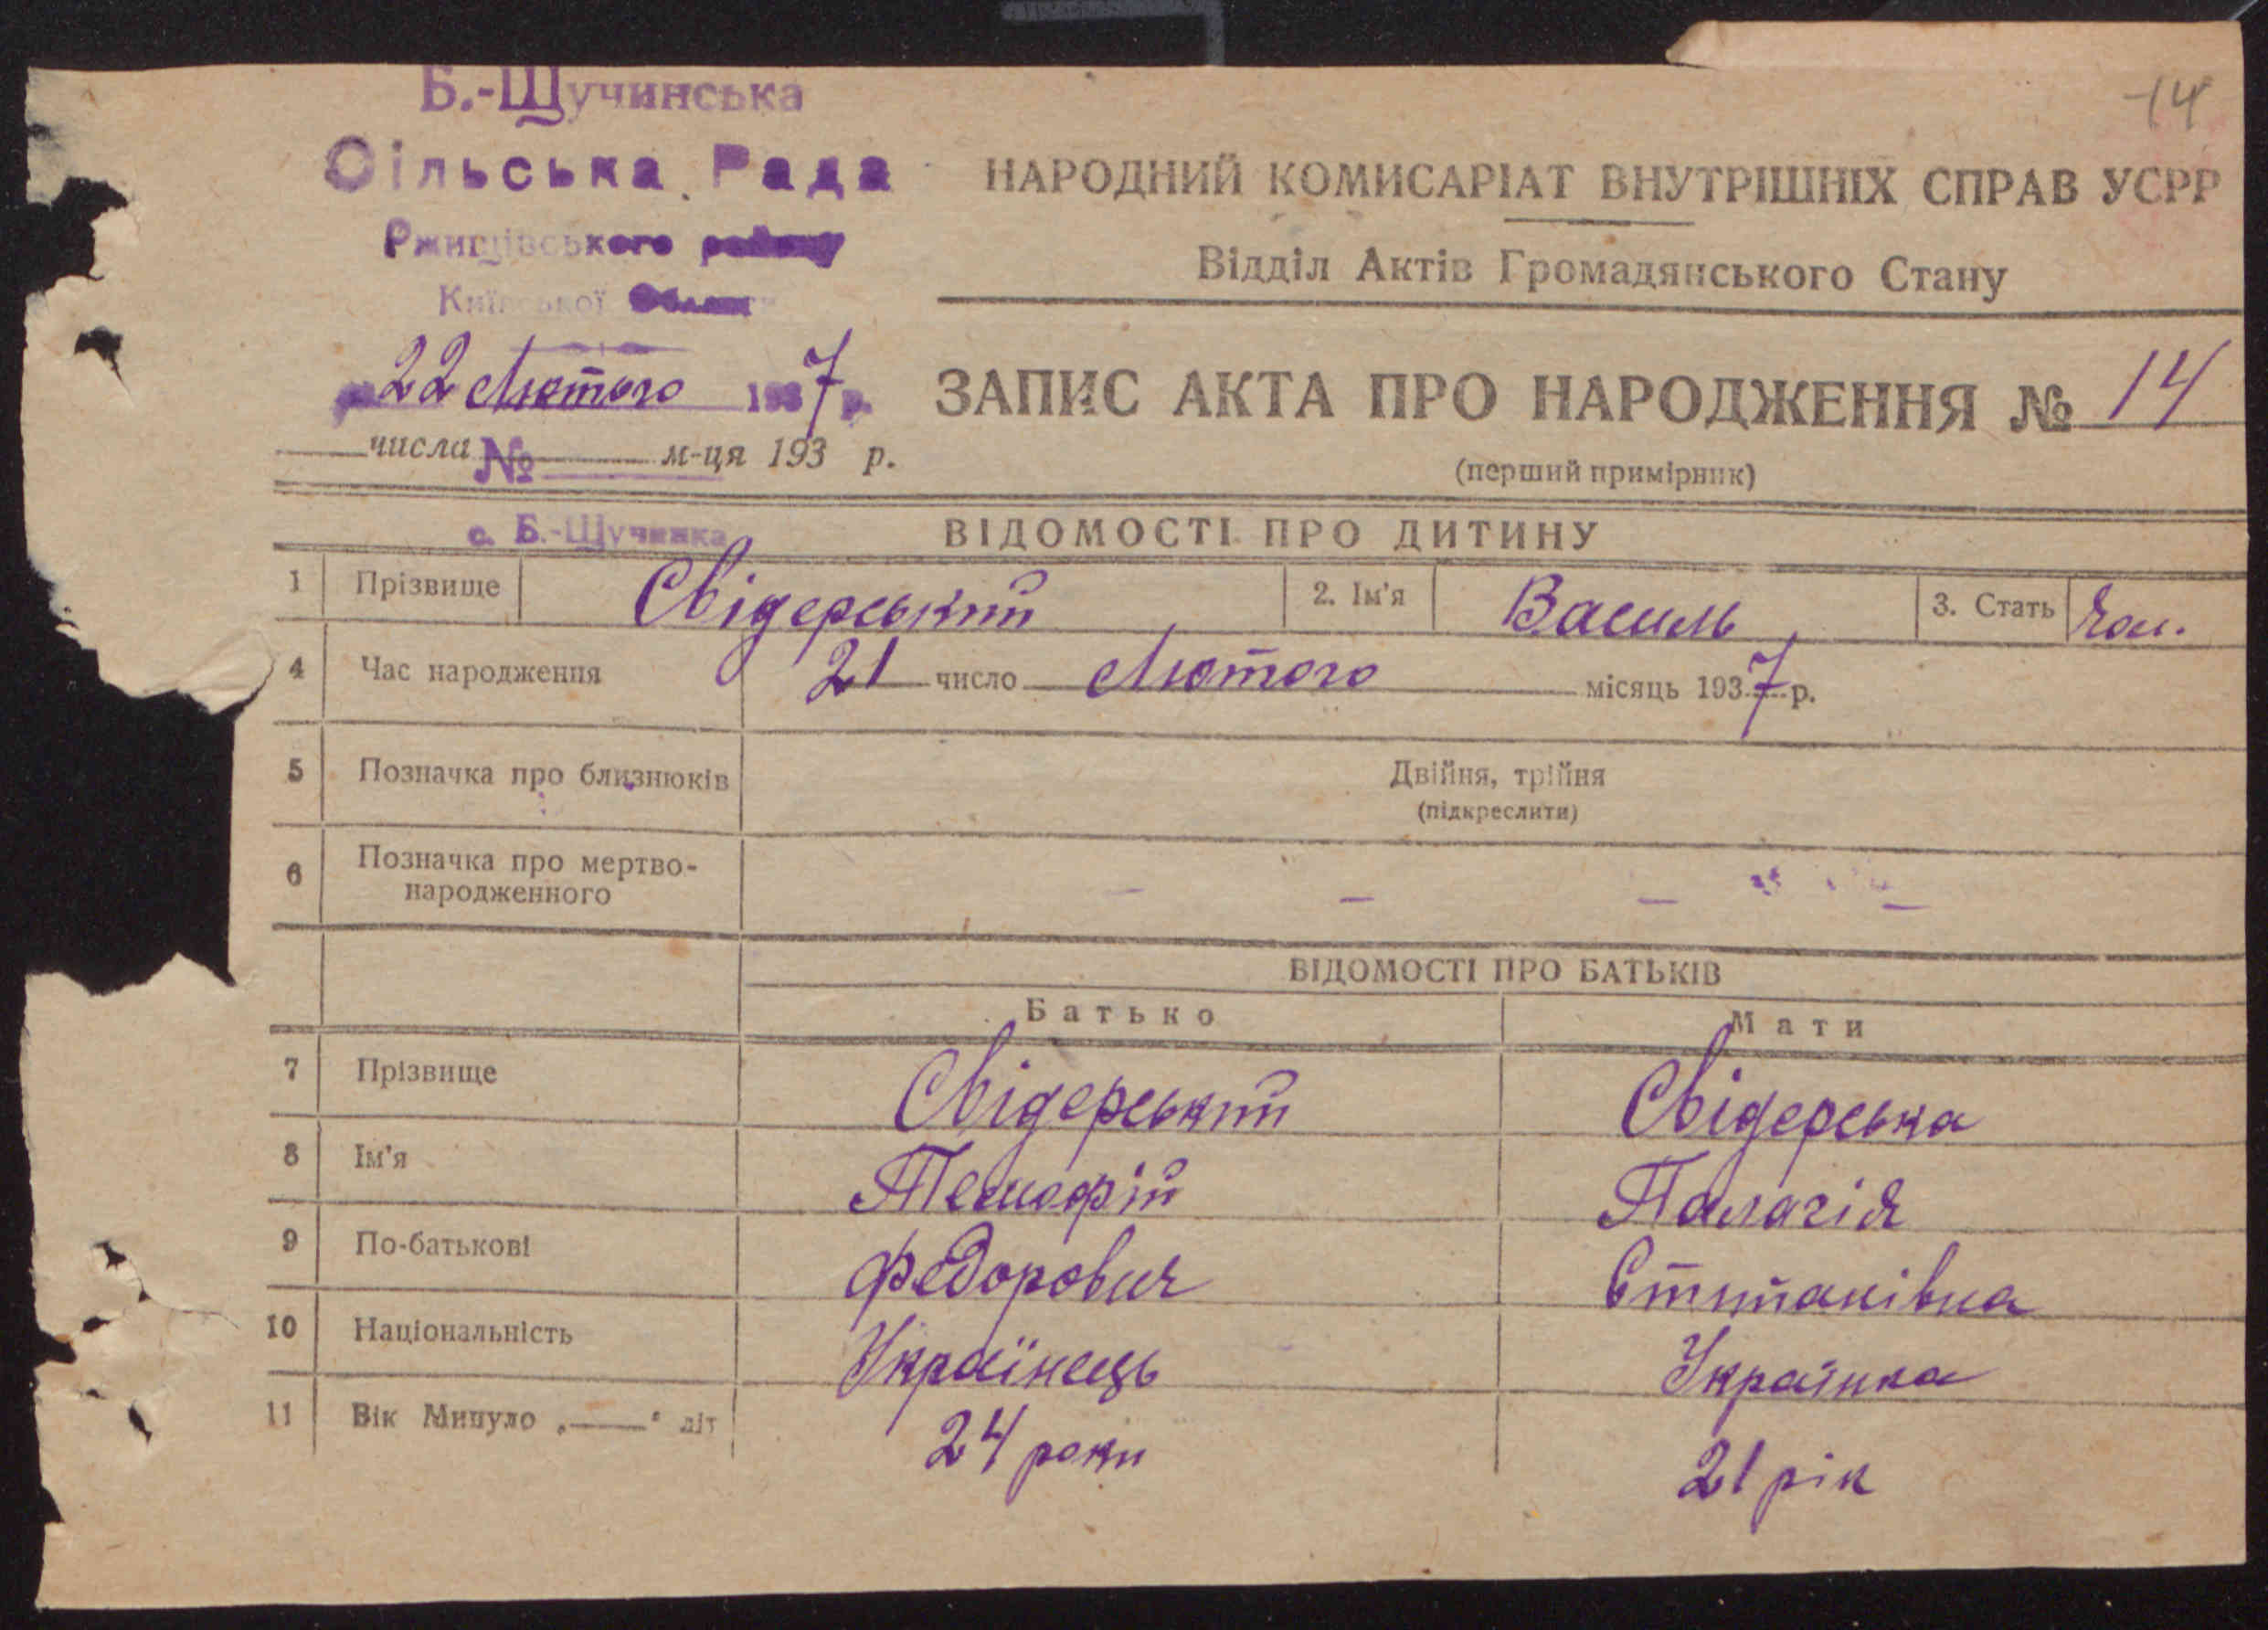 -14
Б.-Щучинська
Сільська Рада
Ржищівського району
Київської Області
22 Лютого 1937 р.
числа № м-ця 193 р.
с. Б.-Щучинка
НАРОДНИЙ КОМИСАРІАТ ВНУТРІШНІХ СПРАВ УСРР
Відділ Актів Громадянського Стану
ЗАПИС АКТА ПРО НАРОДЖЕННЯ № 14
(перший примірник)
ВІДОМОСТІ ПРО ДИТИНУ
1 Прізвище Свідерський 2. Ім'я Василь 3. Стать Чол.
4 Час народження 21 число Лютого місяць 1937 р.
5 Позначка про близнюків Двійня, трійня
(підкреслити)
6 Позначка про мертво-
народженного – – – –
ВІДОМОСТІ ПРО БАТЬКІВ
Батько Мати
7 Прізвище Свідерський Свідерська
8 Ім'я Палагія
9 По-батькові Федорович Степанівна
10 Національність Українець Українка
11 Вік Минуло „—" літ 24 роки 21 рік